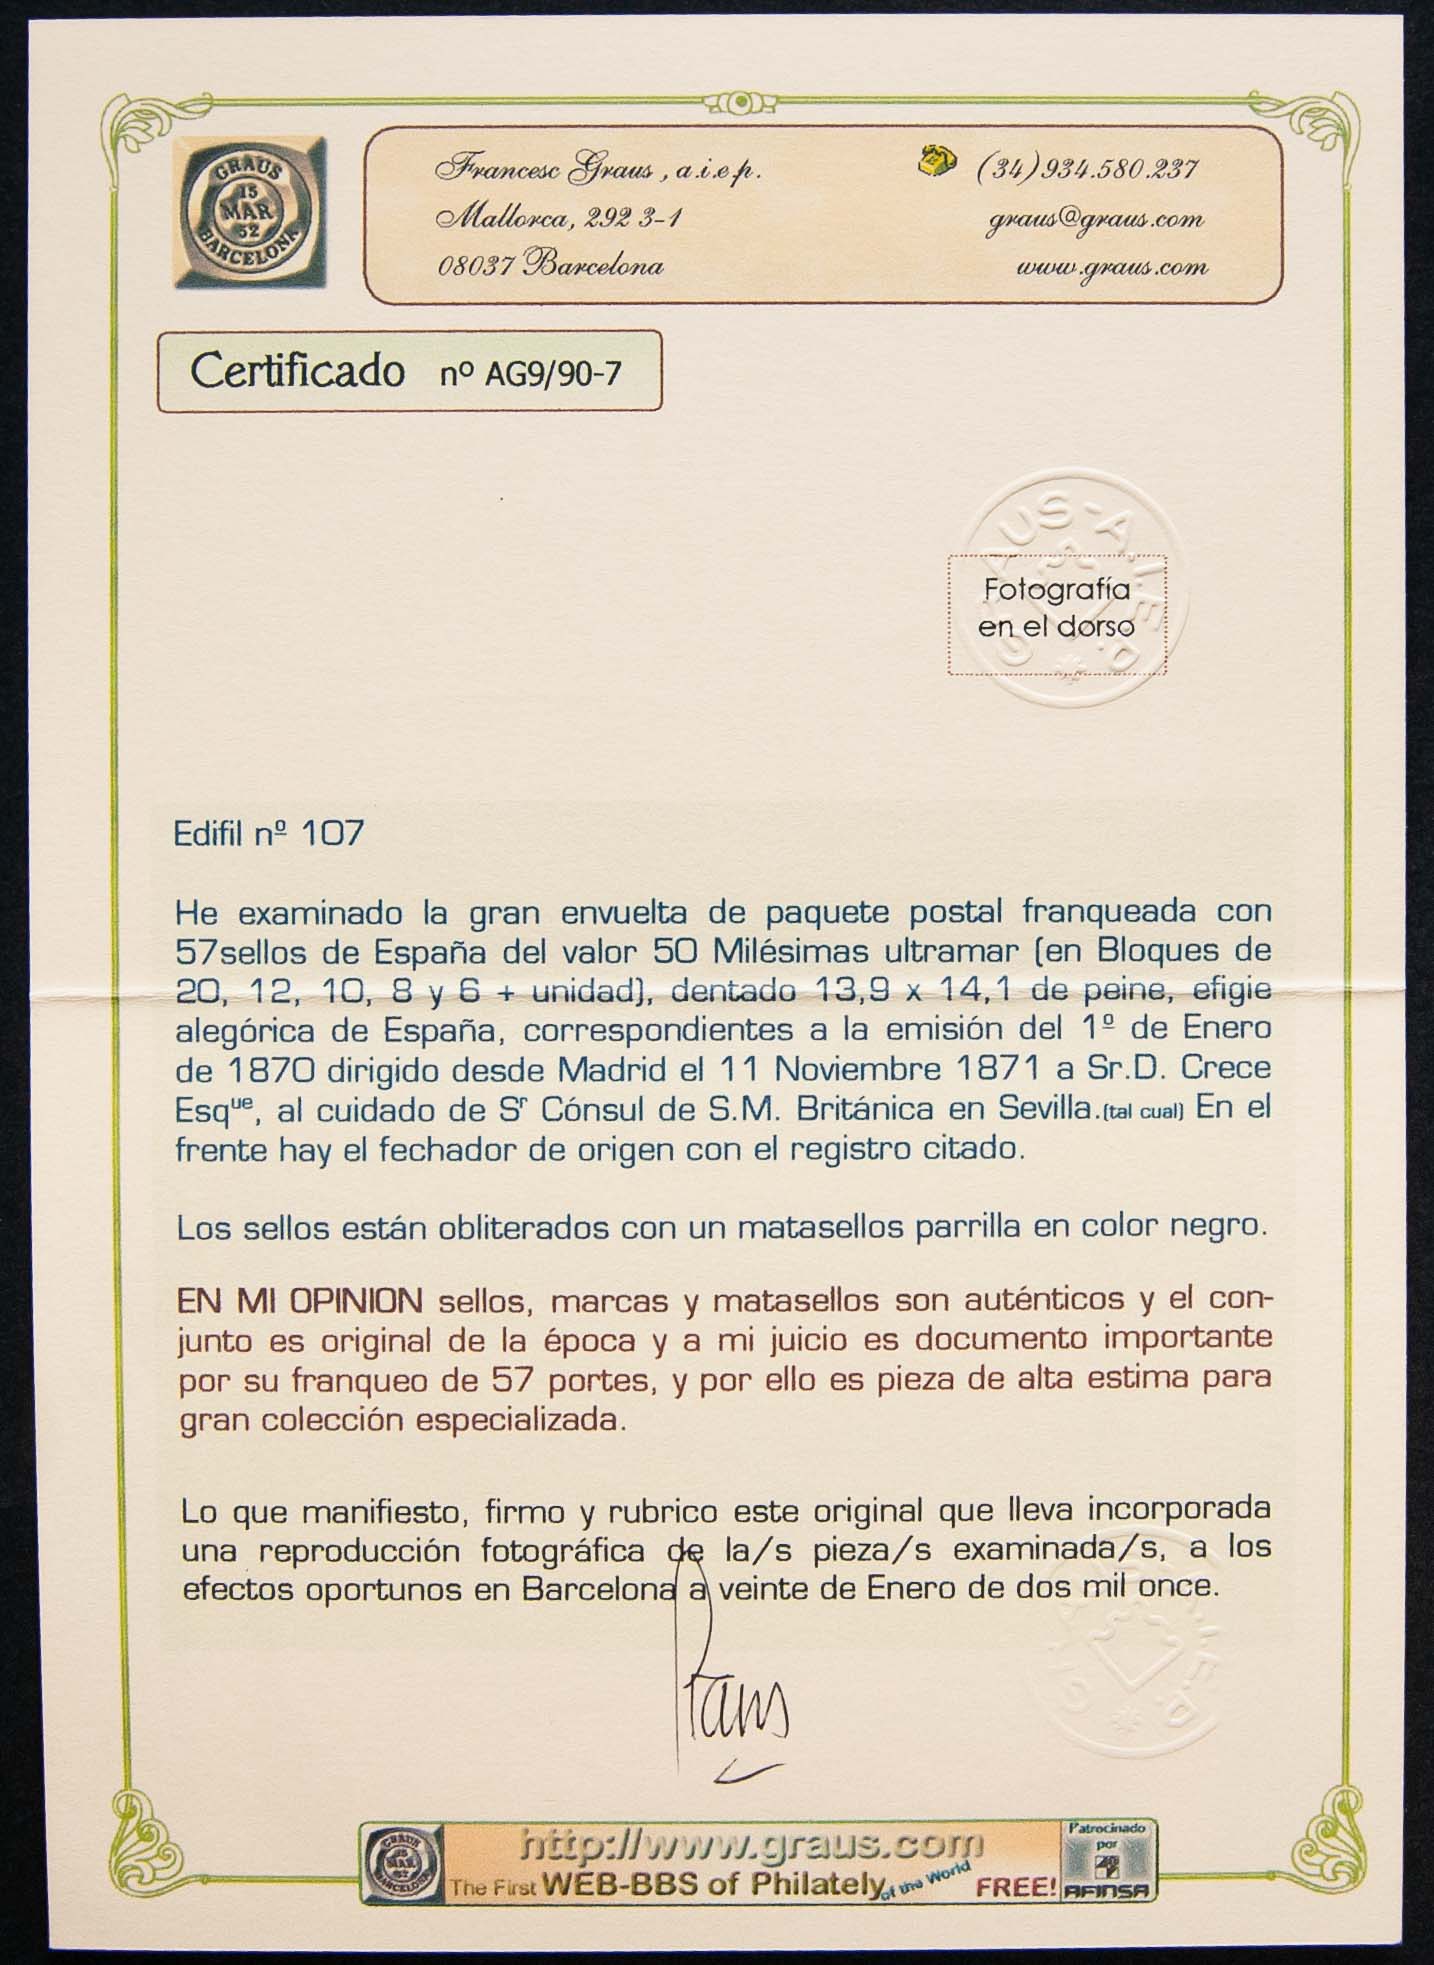 GRAUS
15
MAR
52
BARCELONA
Francesc Graus, a.i.e.p.
Mallorca, 292 3-1
08037 Barcelona
(34)934.580.237
graus@graus.com
www.graus.com
Certificado nº AG9/90-7
GRAUS-A.I.E.P.
Fotografía
en el dorso
Edifil nº 107
He examinado la gran envuelta de paquete postal franqueada con
57sellos de España del valor 50 Milésimas ultramar (en Bloques de
20, 12, 10, 8 y 6 + unidad), dentado 13,9 x 14,1 de peine, efigie
alegórica de España, correspondientes a la emisión del 1º de Enero
de 1870 dirigido desde Madrid el 11 Noviembre 1871 a Sr.D. Crece
Esqᵘᵉ, al cuidado de Sʳ Cónsul de S.M. Británica en Sevilla.(tal cual) En el
frente hay el fechador de origen con el registro citado.
Los sellos están obliterados con un matasellos parrilla en color negro.
EN MI OPINION sellos, marcas y matasellos son auténticos y el con-
junto es original de la época y a mi juicio es documento importante
por su franqueo de 57 portes, y por ello es pieza de alta estima para
gran colección especializada.
Lo que manifiesto, firmo y rubrico este original que lleva incorporada
una reproducción fotográfica de la/s pieza/s examinada/s, a los
efectos oportunos en Barcelona a veinte de Enero de dos mil once.
Graus
GRAUS-A.I.E.P.
GRAUS
15
MAR
52
BARCELONA
http://www.graus.com
The First WEB-BBS of Philately of the World FREE!
Patrocinado
por
AFINSA